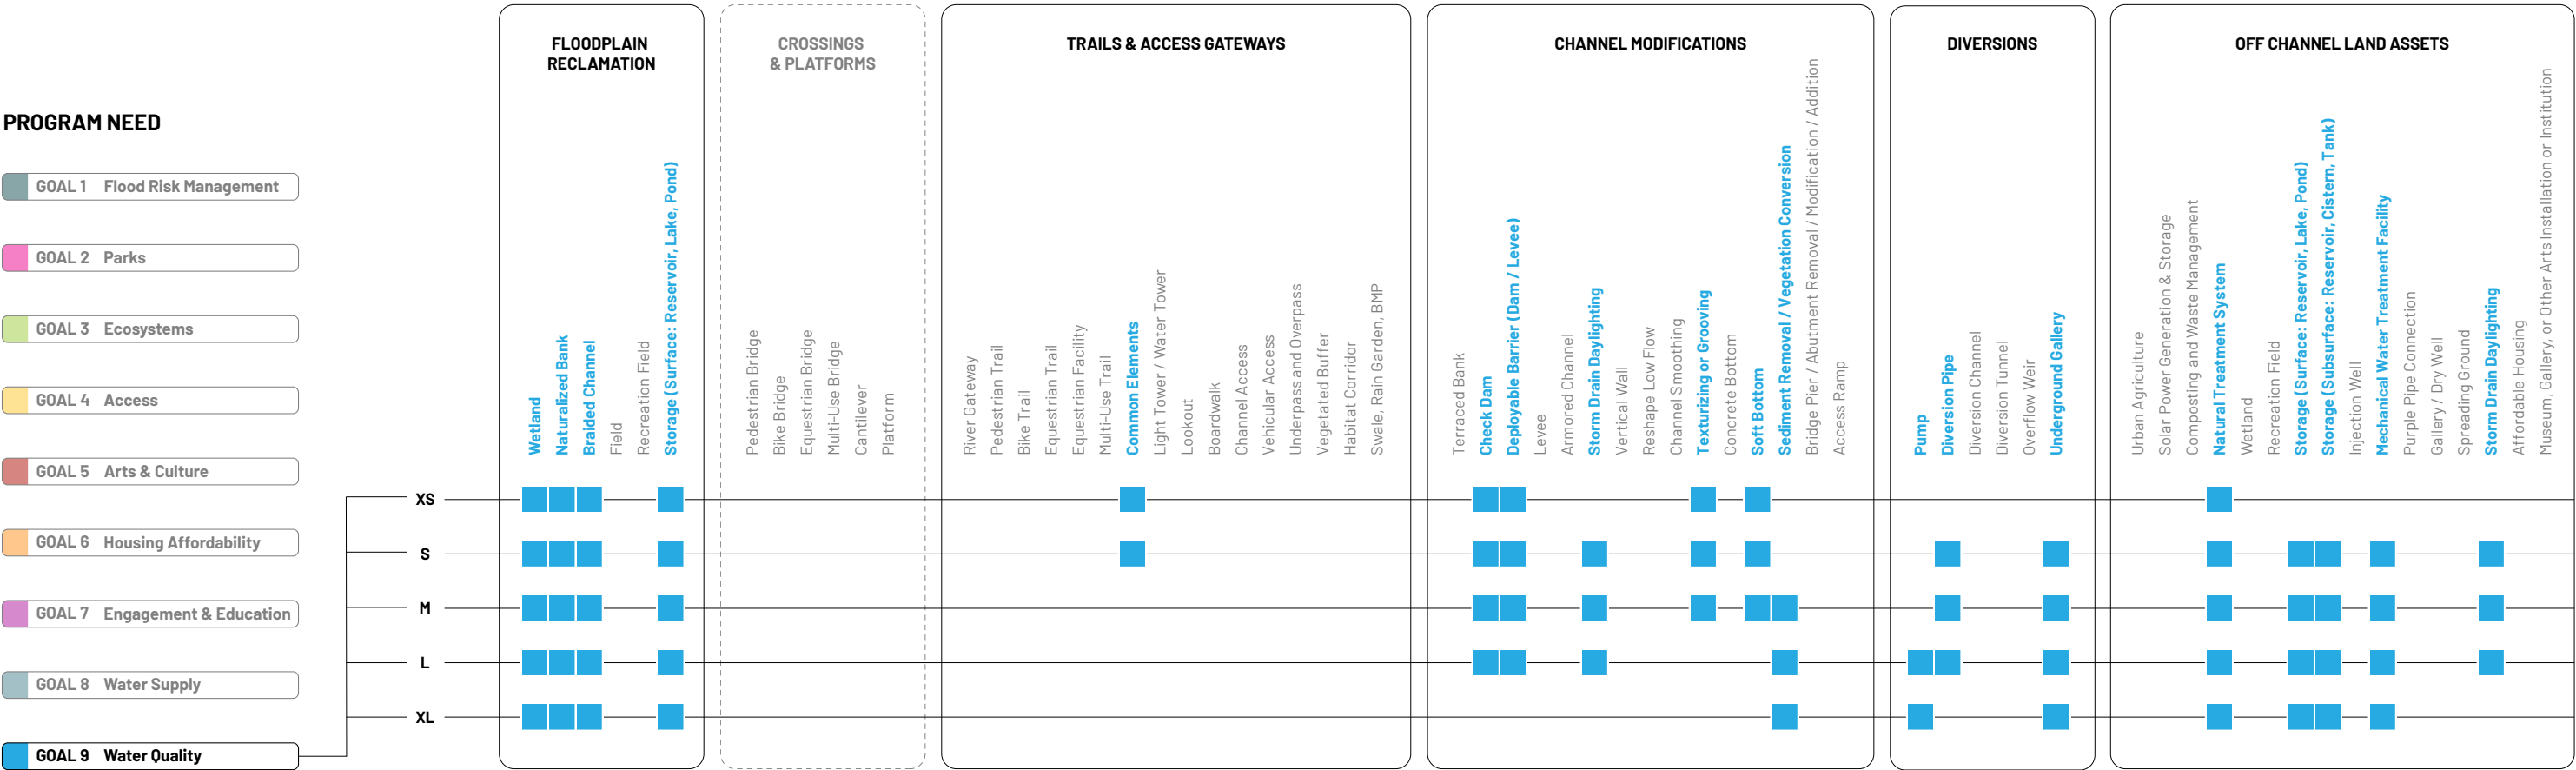 PROGRAM NEED
GOAL 1 Flood Risk Management
GOAL 2 Parks
GOAL 3 Ecosystems
GOAL 4 Access
GOAL 5 Arts & Culture
GOAL 6 Housing Affordability
GOAL 7 Engagement & Education
GOAL 8 Water Supply
GOAL 9 Water Quality
XS
S
M
L
XL
FLOODPLAIN
RECLAMATION
Wetland
Naturalized Bank
Braided Channel
Field
Recreation Field
Storage (Surface: Reservoir, Lake, Pond)
CROSSINGS
& PLATFORMS
Pedestrian Bridge
Bike Bridge
Equestrian Bridge
Multi-Use Bridge
Cantilever
Platform
TRAILS & ACCESS GATEWAYS
River Gateway
Pedestrian Trail
Bike Trail
Equestrian Trail
Equestrian Facility
Multi-Use Trail
Common Elements
Light Tower / Water Tower
Lookout
Boardwalk
Channel Access
Vehicular Access
Underpass and Overpass
Vegetated Buffer
Habitat Corridor
Swale, Rain Garden, BMP
CHANNEL MODIFICATIONS
Terraced Bank
Check Dam
Deployable Barrier (Dam / Levee)
Levee
Armored Channel
Storm Drain Daylighting
Vertical Wall
Reshape Low Flow
Channel Smoothing
Texturizing or Grooving
Concrete Bottom
Soft Bottom
Sediment Removal / Vegetation Conversion
Bridge Pier / Abutment Removal / Modification / Addition
Access Ramp
DIVERSIONS
Pump
Diversion Pipe
Diversion Channel
Diversion Tunnel
Overflow Weir
Underground Gallery
OFF CHANNEL LAND ASSETS
Urban Agriculture
Solar Power Generation & Storage
Composting and Waste Management
Natural Treatment System
Wetland
Recreation Field
Storage (Surface: Reservoir, Lake, Pond)
Storage (Subsurface: Reservoir, Cistern, Tank)
Injection Well
Mechanical Water Treatment Facility
Purple Pipe Connection
Gallery / Dry Well
Spreading Ground
Storm Drain Daylighting
Affordable Housing
Museum, Gallery, or Other Arts Installation or Institution